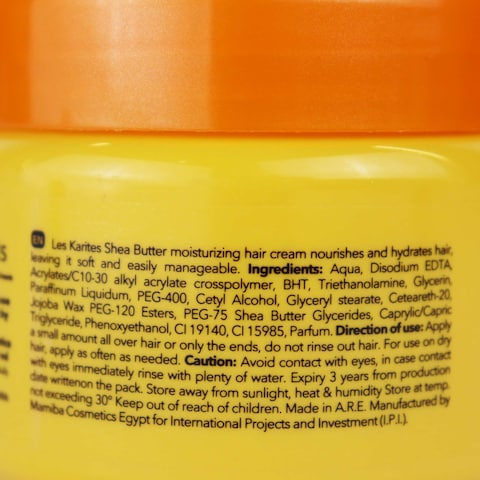 EN Les Karites Shea Butter moisturizing hair cream nourishes and hydrates hair,
leaving it soft and easily manageable. Ingredients: Aqua, Disodium EDTA,
Acrylates/C10-30 alkyl acrylate crosspolymer, BHT, Triethanolamine, Glycerin,
Paraffinum Liquidum, PEG-400, Cetyl Alcohol, Glyceryl stearate, Ceteareth-20,
Jojoba Wax PEG-120 Esters, PEG-75 Shea Butter Glycerides, Caprylic/Capric
Triglyceride, Phenoxyethanol, CI 19140, CI 15985, Parfum. Direction of use: Apply
a small amount all over hair or only the ends, do not rinse out hair. For use on dry
hair, apply as often as needed. Caution: Avoid contact with eyes, in case contact
with eyes immediately rinse with plenty of water. Expiry 3 years from production
date writtenon the pack. Store away from sunlight, heat & humidity Store at temp.
not exceeding 30° Keep out of reach of children. Made in A.R.E. Manufactured by
Mamiba Cosmetics Egypt for International Projects and Investment (I.P.I.).